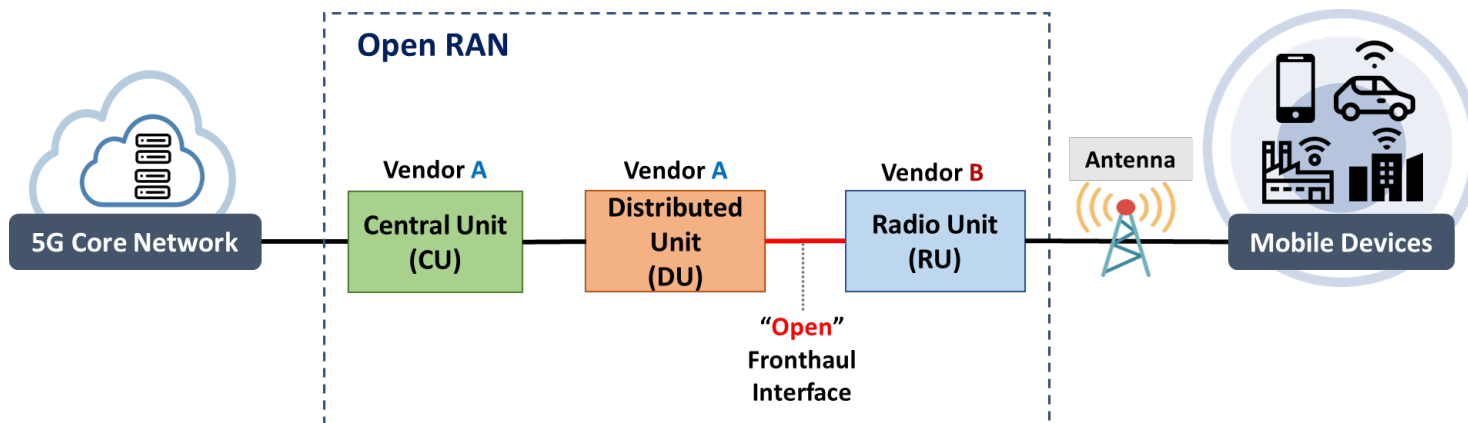 Open RAN
5G Core Network
Vendor A
Central Unit
(CU)
Vendor A
Distributed
Unit
(DU)
Vendor B
Radio Unit
(RU)
“Open”
Fronthaul
Interface
Antenna
Mobile Devices